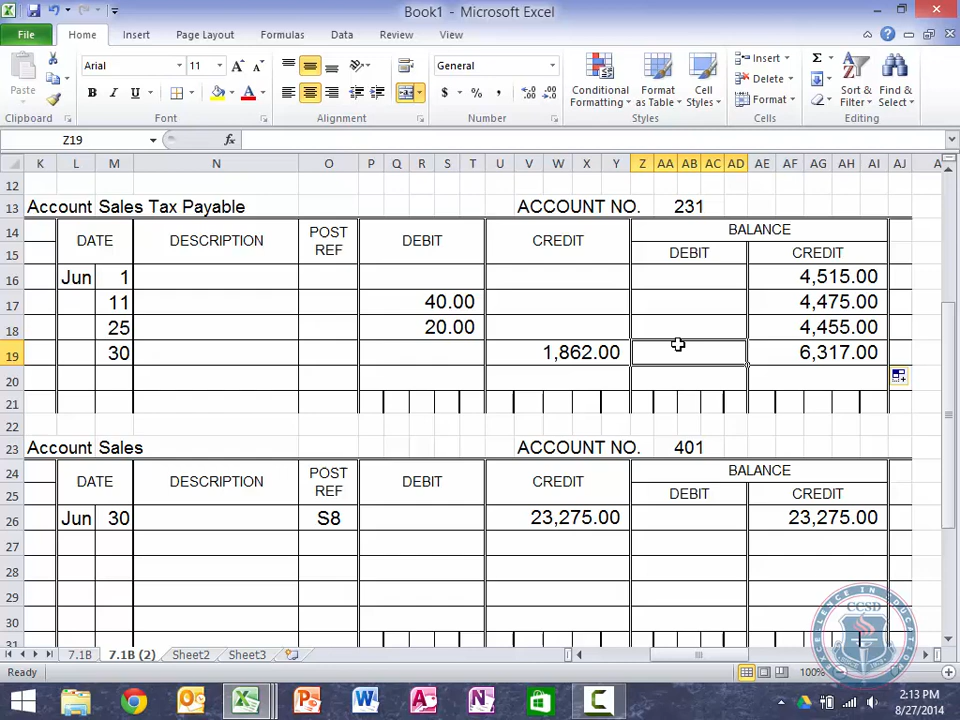 Book1 - Microsoft Excel
File Home Insert Page Layout Formulas Data Review View
Paste
Arial 11
B I U A
General
$ % ,
Conditional Formatting
Format as Table
Cell Styles
Insert
Delete
Format
Σ
Sort & Filter
Find & Select
Clipboard Font Alignment Number Styles Cells Editing
Z19 fx
K L M N O P Q R S T U V W X Y Z AA AB AC AD AE AF AG AH AI AJ A
12
13 Account Sales Tax Payable ACCOUNT NO. 231
14 DATE DESCRIPTION POST REF DEBIT CREDIT BALANCE
15 DEBIT CREDIT
16 Jun 1 4,515.00
17 11 40.00 4,475.00
18 25 20.00 4,455.00
19 30 1,862.00 6,317.00
20
21
22
23 Account Sales ACCOUNT NO. 401
24 DATE DESCRIPTION POST REF DEBIT CREDIT BALANCE
25 DEBIT CREDIT
26 Jun 30 S8 23,275.00 23,275.00
27
28
29
30
31
CCSD
7.1B 7.1B (2) Sheet2 Sheet3
Ready 100%
2:13 PM
8/27/2014